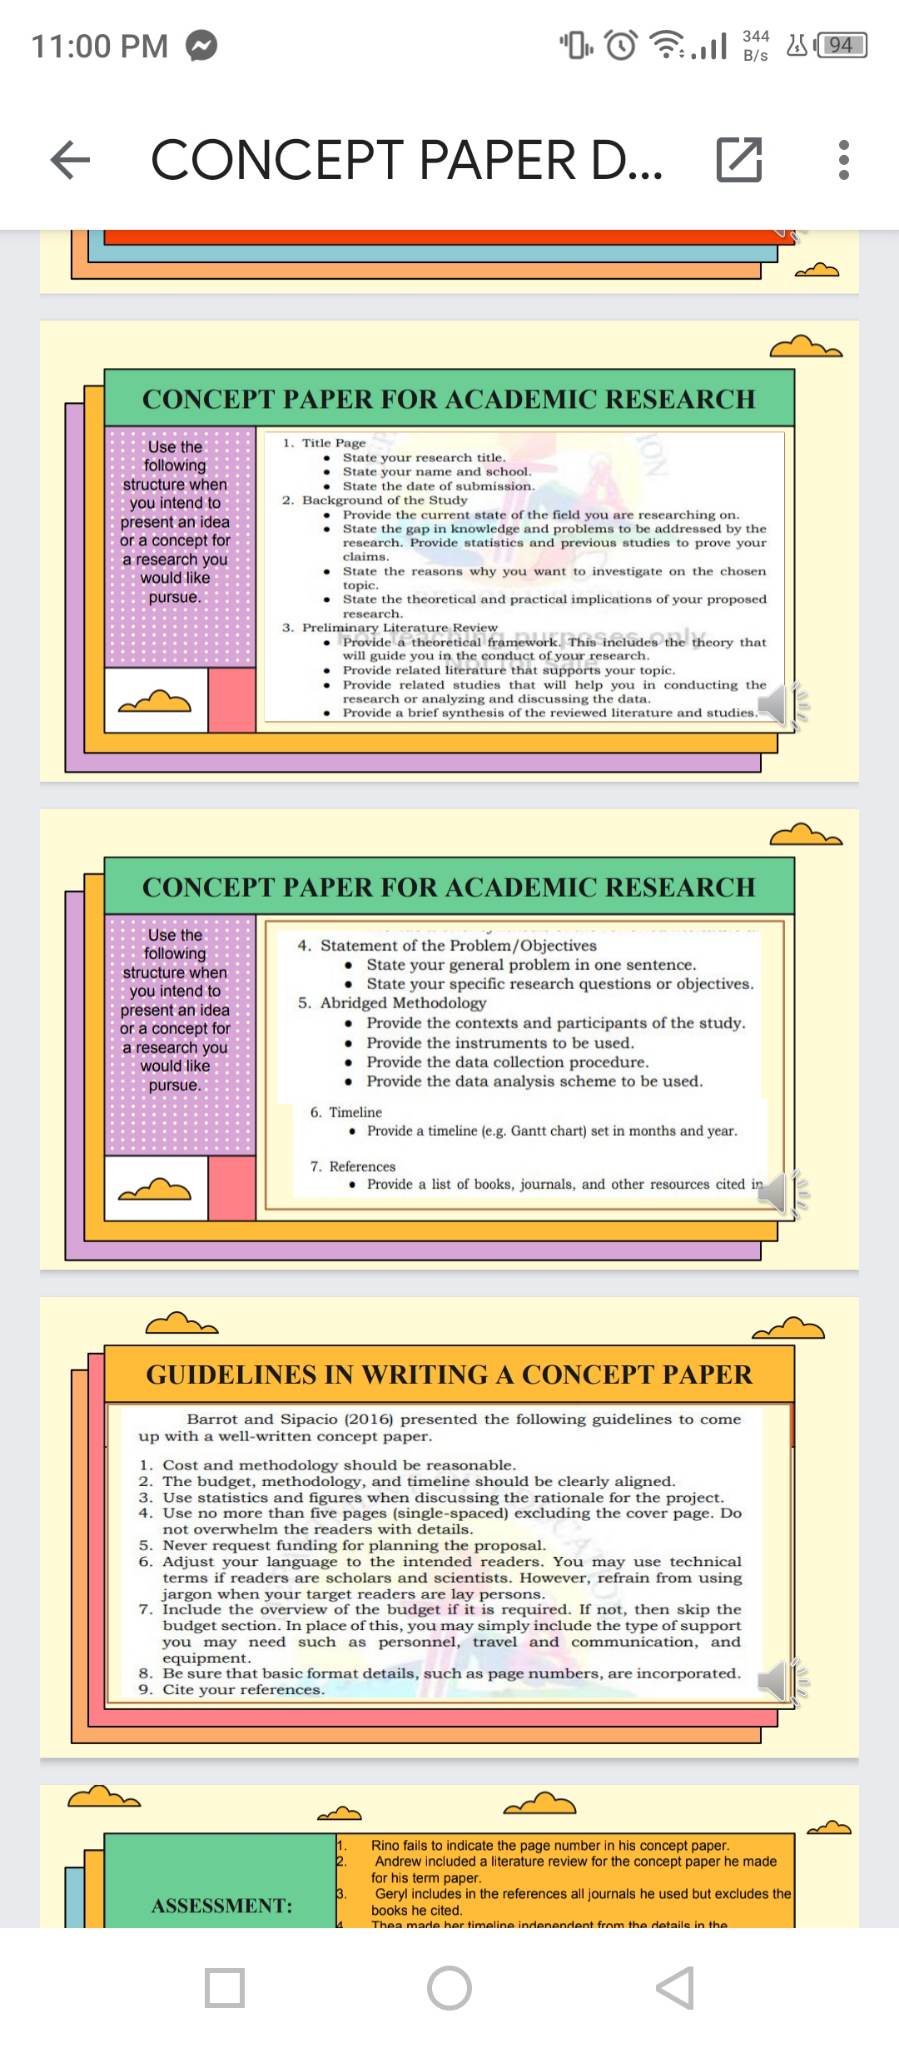 11:00 PM
344
B/s
94
CONCEPT PAPER D...
CONCEPT PAPER FOR ACADEMIC RESEARCH
Use the
following
structure when
you intend to
present an idea
or a concept for
a research you
would like
pursue.
1. Title Page
• State your research title.
• State your name and school.
• State the date of submission.
2. Background of the Study
• Provide the current state of the field you are researching on.
• State the gap in knowledge and problems to be addressed by the
research. Provide statistics and previous studies to prove your
claims.
• State the reasons why you want to investigate on the chosen
topic.
• State the theoretical and practical implications of your proposed
research.
3. Preliminary Literature Review
• Provide a theoretical framework. This includes the theory that
will guide you in the conduct of your research.
• Provide related literature that supports your topic.
• Provide related studies that will help you in conducting the
research or analyzing and discussing the data.
• Provide a brief synthesis of the reviewed literature and studies.
For teaching purposes only
Not for sale
CONCEPT PAPER FOR ACADEMIC RESEARCH
Use the
following
structure when
you intend to
present an idea
or a concept for
a research you
would like
pursue.
4. Statement of the Problem/Objectives
• State your general problem in one sentence.
• State your specific research questions or objectives.
5. Abridged Methodology
• Provide the contexts and participants of the study.
• Provide the instruments to be used.
• Provide the data collection procedure.
• Provide the data analysis scheme to be used.
6. Timeline
• Provide a timeline (e.g. Gantt chart) set in months and year.
7. References
• Provide a list of books, journals, and other resources cited in
GUIDELINES IN WRITING A CONCEPT PAPER
Barrot and Sipacio (2016) presented the following guidelines to come
up with a well-written concept paper.
1. Cost and methodology should be reasonable.
2. The budget, methodology, and timeline should be clearly aligned.
3. Use statistics and figures when discussing the rationale for the project.
4. Use no more than five pages (single-spaced) excluding the cover page. Do
not overwhelm the readers with details.
5. Never request funding for planning the proposal.
6. Adjust your language to the intended readers. You may use technical
terms if readers are scholars and scientists. However, refrain from using
jargon when your target readers are lay persons.
7. Include the overview of the budget if it is required. If not, then skip the
budget section. In place of this, you may simply include the type of support
you may need such as personnel, travel and communication, and
equipment.
8. Be sure that basic format details, such as page numbers, are incorporated.
9. Cite your references.
ASSESSMENT:
1. Rino fails to indicate the page number in his concept paper.
2. Andrew included a literature review for the concept paper he made
for his term paper.
3. Geryl includes in the references all journals he used but excludes the
books he cited.
4. Thea made her timeline independent from the details in the